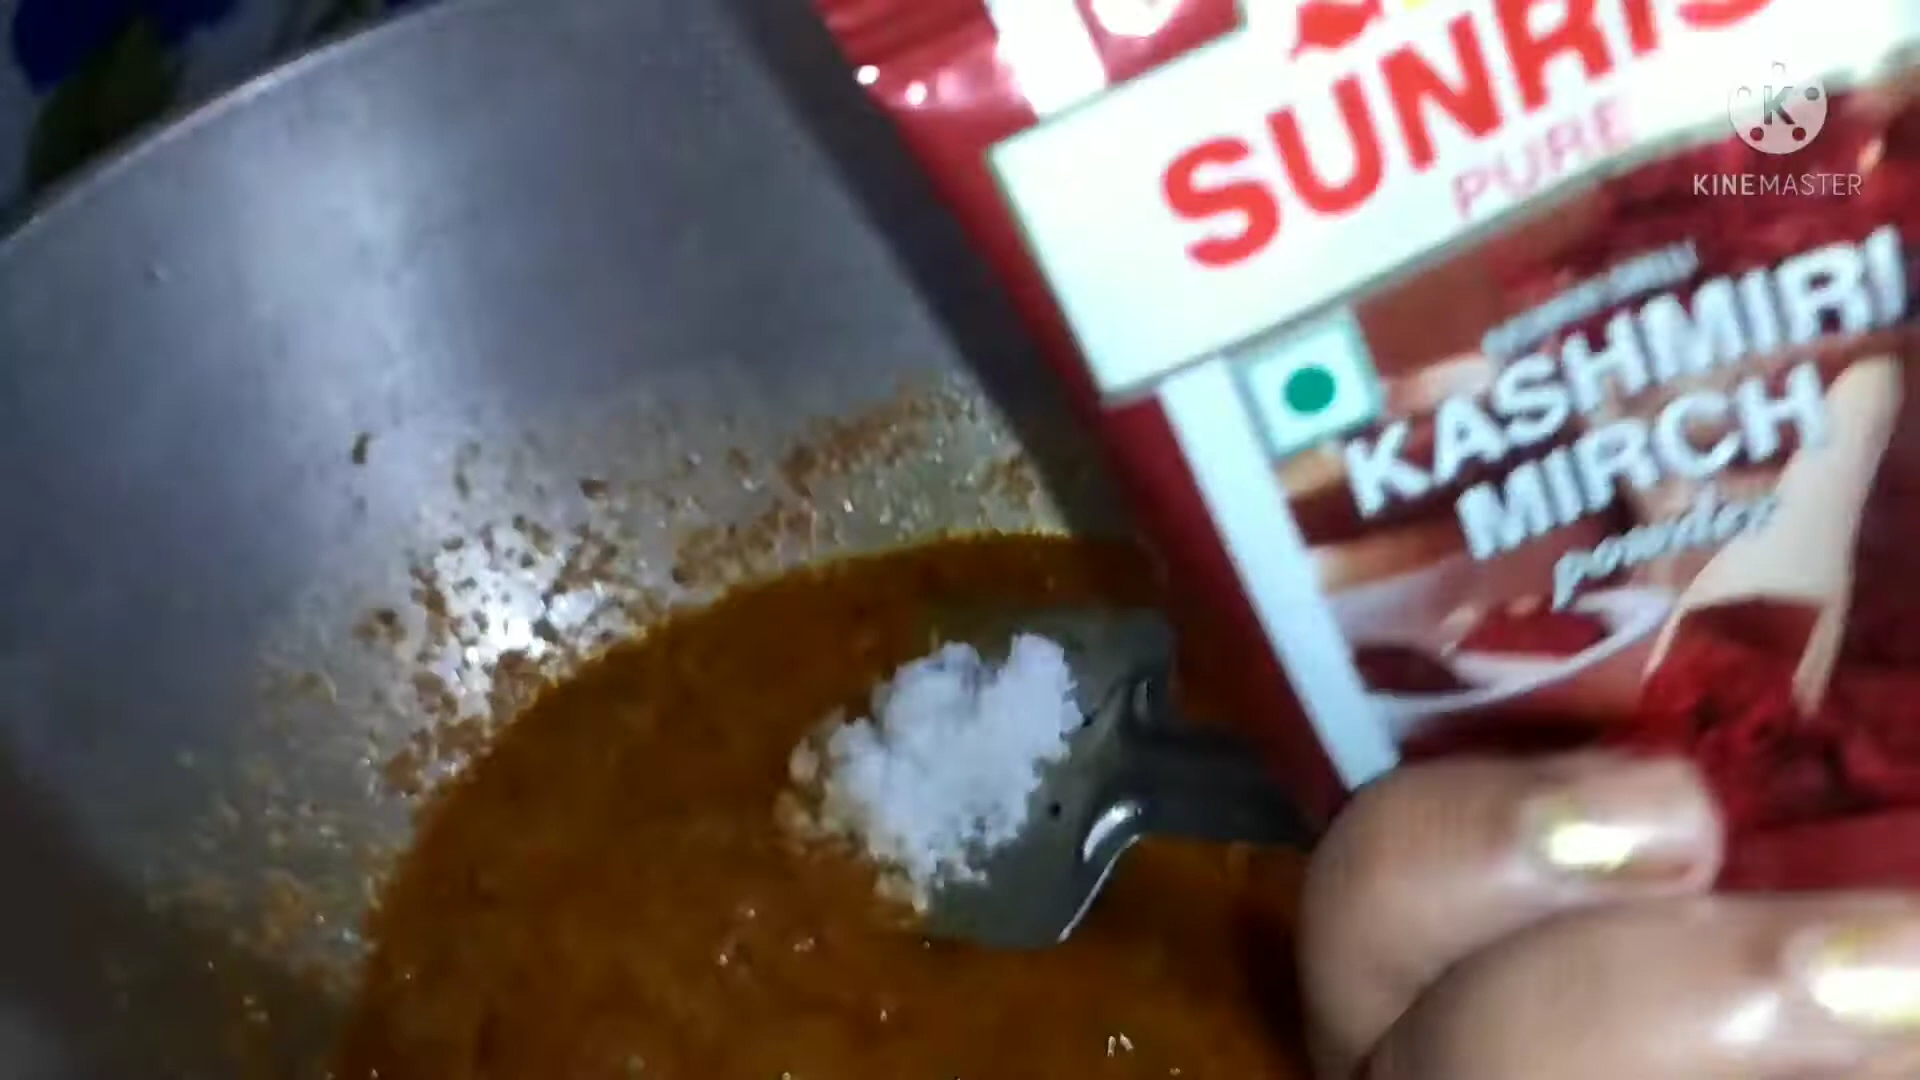 SUNRIS
PURE
KASHMIRI
MIRCH
powder
K
KINEMASTER